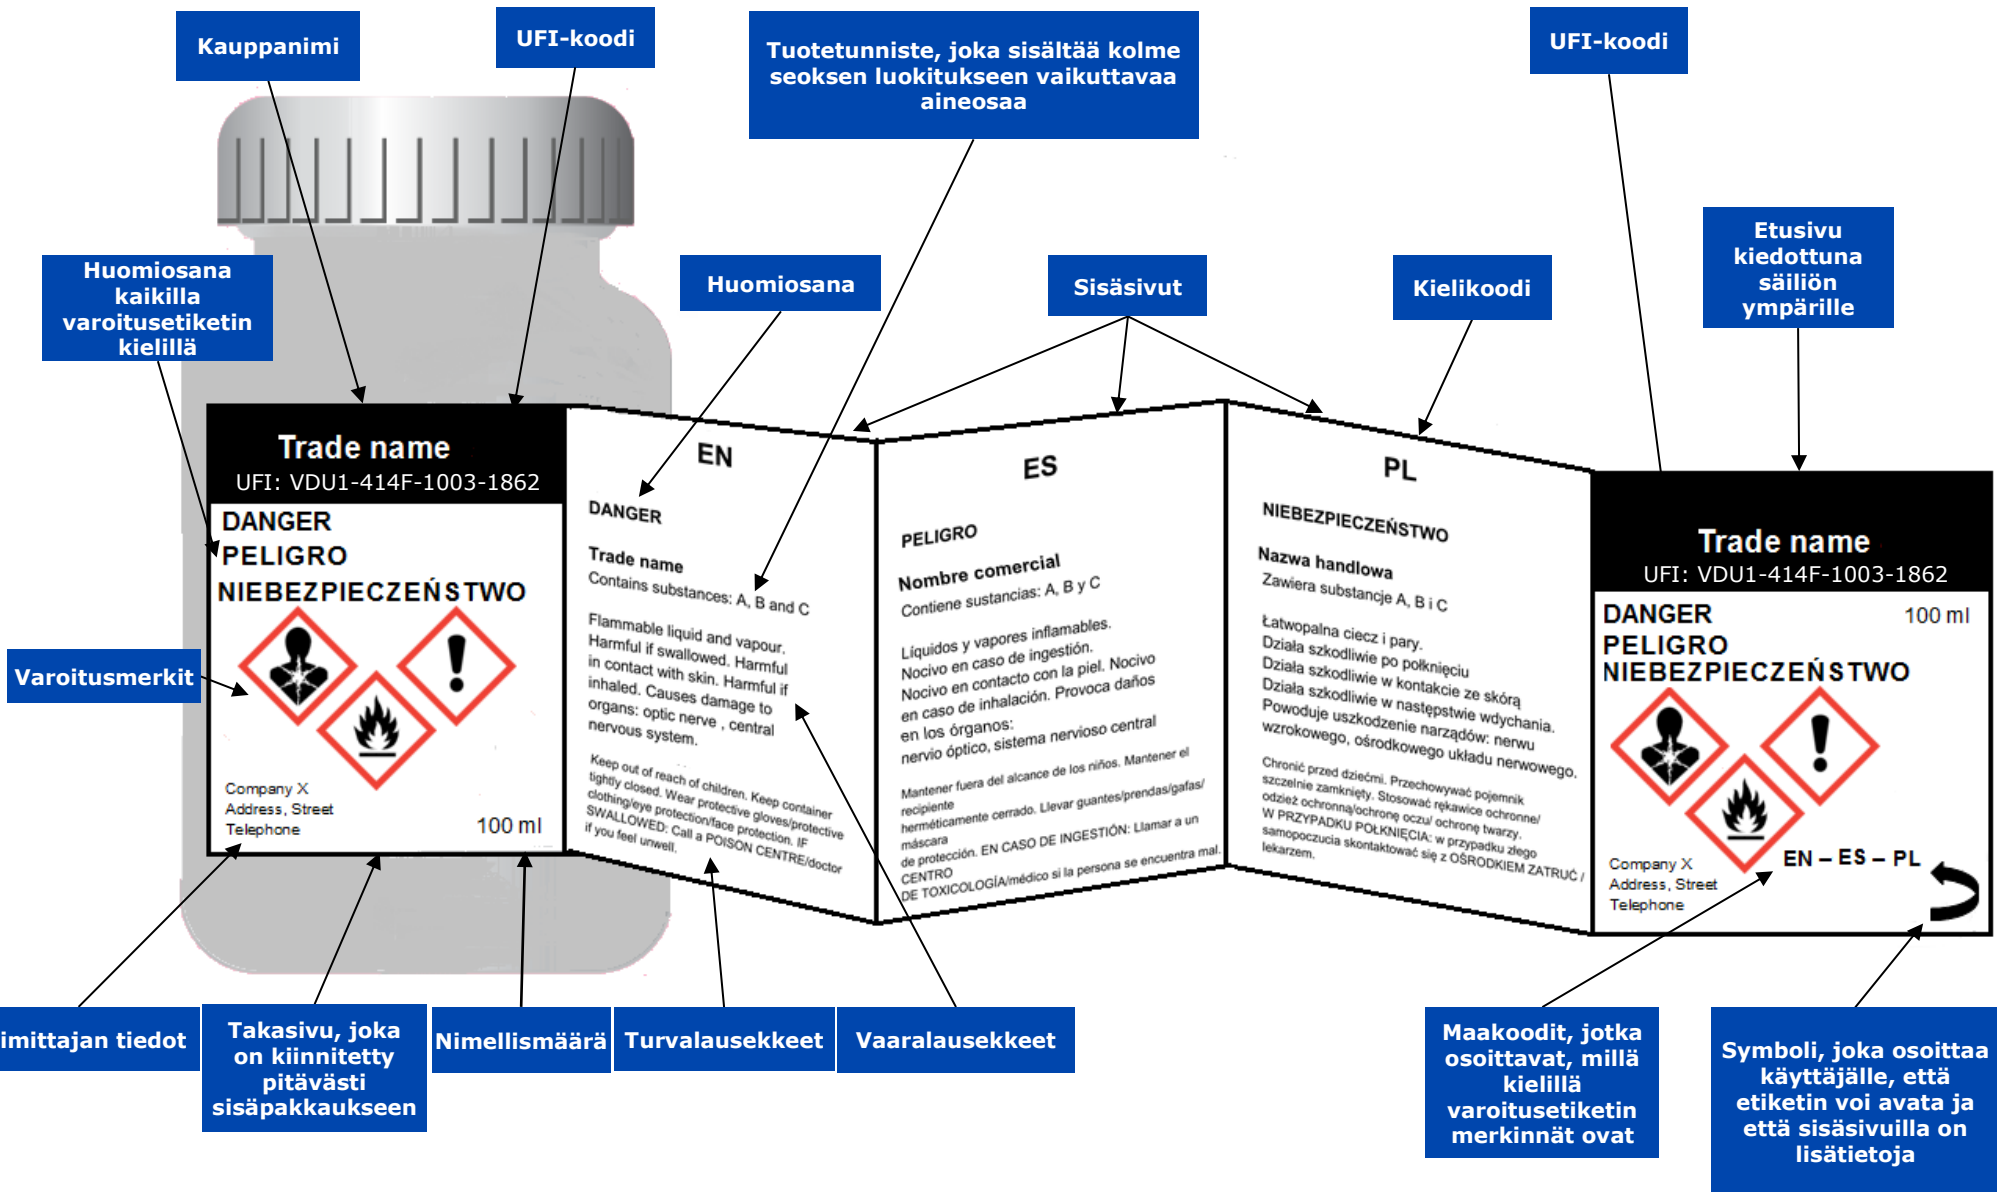 Kauppanimi
UFI-koodi
Tuotetunniste, joka sisältää kolme
seoksen luokitukseen vaikuttavaa
aineosaa
UFI-koodi
Etusivu
kiedottuna
säiliön
ympärille
Huomiosana
kaikilla
varoitusetiketin
kielillä
Huomiosana
Sisäsivut
Kielikoodi
Varoitusmerkit
Trade name
UFI: VDU1-414F-1003-1862
DANGER
PELIGRO
NIEBEZPIECZEŃSTWO
Company X
Address, Street
Telephone
100 ml
EN
DANGER
Trade name
Contains substances: A, B and C
Flammable liquid and vapour.
Harmful if swallowed. Harmful
in contact with skin. Harmful if
inhaled. Causes damage to
organs: optic nerve , central
nervous system.
Keep out of reach of children. Keep container
tightly closed. Wear protective gloves/protective
clothing/eye protection/face protection. IF
SWALLOWED: Call a POISON CENTRE/doctor
if you feel unwell.
ES
PELIGRO
Nombre comercial
Contiene sustancias: A, B y C
Líquidos y vapores inflamables.
Nocivo en caso de ingestión.
Nocivo en contacto con la piel. Nocivo
en caso de inhalación. Provoca daños
en los órganos:
nervio óptico, sistema nervioso central
Mantener fuera del alcance de los niños. Mantener el
recipiente
herméticamente cerrado. Llevar guantes/prendas/gafas/
máscara
de protección. EN CASO DE INGESTIÓN: Llamar a un
CENTRO
DE TOXICOLOGÍA/médico si la persona se encuentra mal.
PL
NIEBEZPIECZEŃSTWO
Nazwa handlowa
Zawiera substancje A, B i C
Łatwopalna ciecz i pary.
Działa szkodliwie po połknięciu
Działa szkodliwie w kontakcie ze skórą
Działa szkodliwie w następstwie wdychania.
Powoduje uszkodzenie narządów: nerwu
wzrokowego, ośrodkowego układu nerwowego.
Chronić przed dziećmi. Przechowywać pojemnik
szczelnie zamknięty. Stosować rękawice ochronne/
odzież ochronną/ochronę oczu/ ochronę twarzy.
W PRZYPADKU POŁKNIĘCIA: w przypadku złego
samopoczucia skontaktować się z OŚRODKIEM ZATRUĆ /
lekarzem.
Trade name
UFI: VDU1-414F-1003-1862
DANGER
100 ml
PELIGRO
NIEBEZPIECZEŃSTWO
Company X
Address, Street
Telephone
EN – ES – PL
imittajan tiedot
Takasivu, joka
on kiinnitetty
pitävästi
sisäpakkaukseen
Nimellismäärä
Turvalausekkeet
Vaaralausekkeet
Maakoodit, jotka
osoittavat, millä
kielillä
varoitusetiketin
merkinnät ovat
Symboli, joka osoittaa
käyttäjälle, että
etiketin voi avata ja
että sisäsivuilla on
lisätietoja